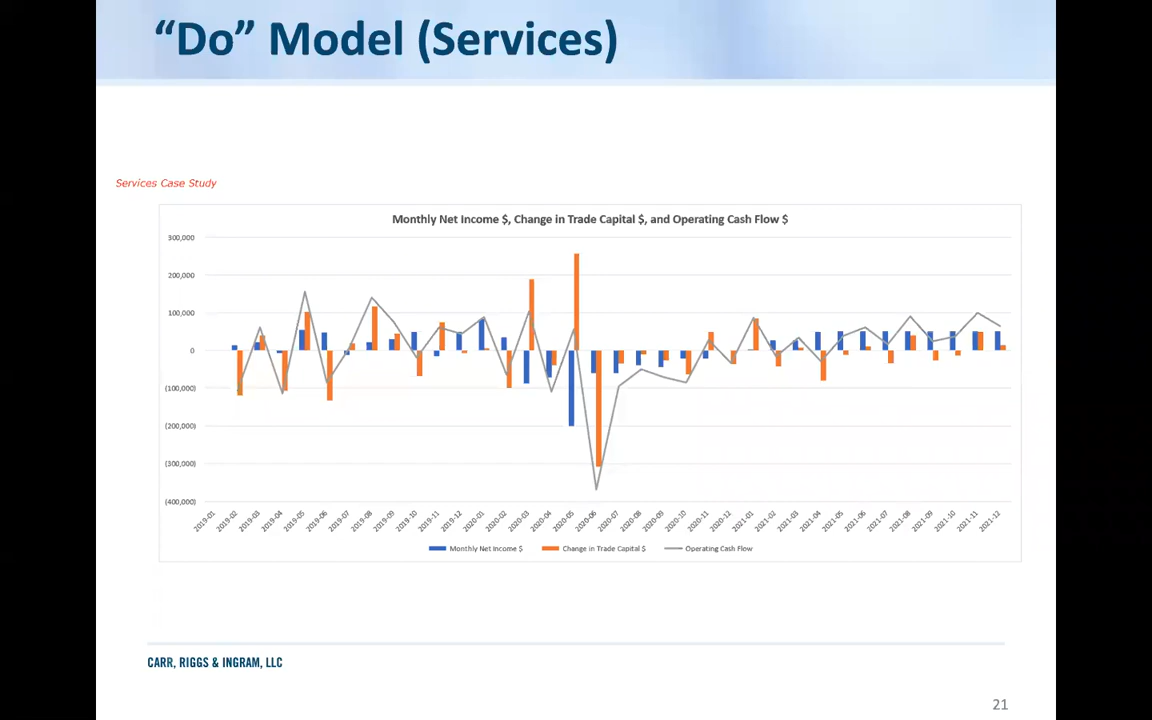 “Do” Model (Services)
Services Case Study
Monthly Net Income $, Change in Trade Capital $, and Operating Cash Flow $
300,000
200,000
100,000
0
(100,000)
(200,000)
(300,000)
(400,000)
2019-01 2019-02 2019-03 2019-04 2019-05 2019-06 2019-07 2019-08 2019-09 2019-10 2019-11 2019-12 2020-01 2020-02 2020-03 2020-04 2020-05 2020-06 2020-07 2020-08 2020-09 2020-10 2020-11 2020-12 2021-01 2021-02 2021-03 2021-04 2021-05 2021-06 2021-07 2021-08 2021-09 2021-10 2021-11 2021-12
Monthly Net Income $ Change in Trade Capital $ Operating Cash Flow
CARR, RIGGS & INGRAM, LLC
21